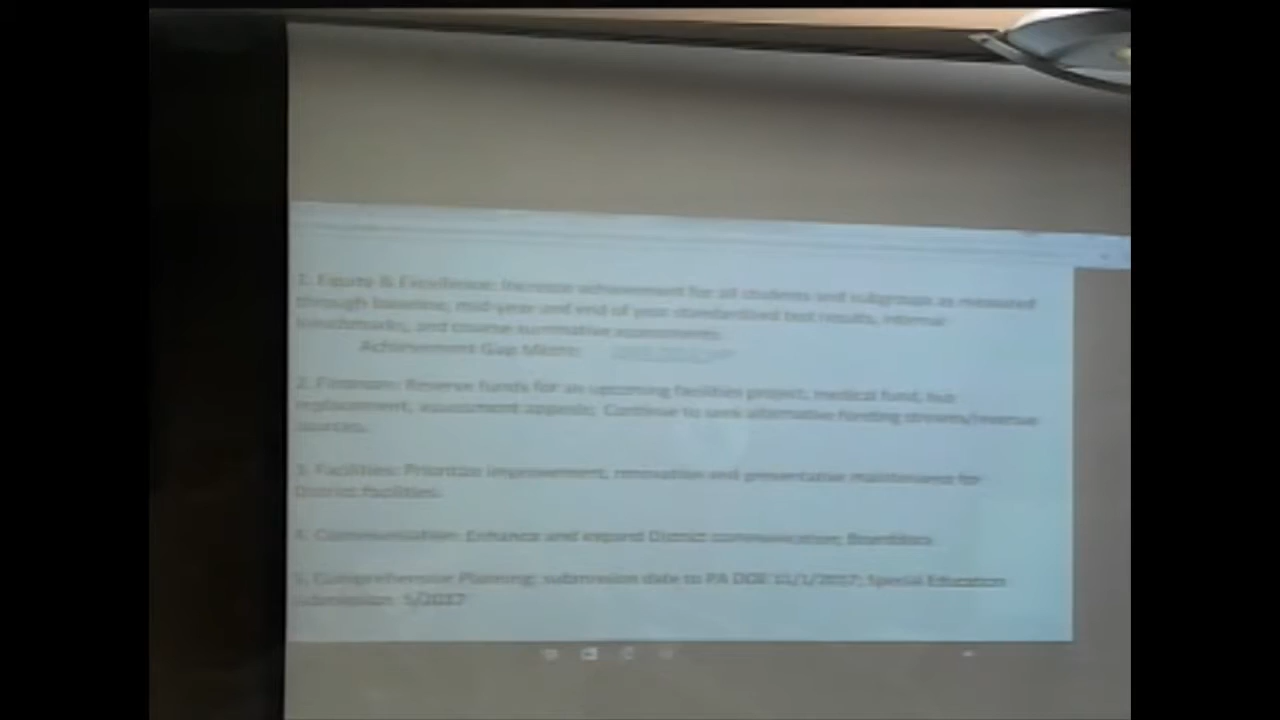 1. Equity & Excellence: Increase achievement for all students and subgroups as measured
through baseline, mid-year and end of year standardized test results, internal
benchmarks, and course summative assessments.
Achievement Gap
2. Finances: Reserve funds for upcoming facilities project, medical fund, bus
replacement, assessment appeals; Continue to seek alternative funding streams/revenue
sources.
3. Facilities: Prioritize improvement, renovation and preventative maintenance for
District facilities.
4. Communication: Enhance and expand District communication; BoardDocs
5. Comprehensive Planning: submission date to PA DOE 11/1/2017; Special Education
submission 5/2017